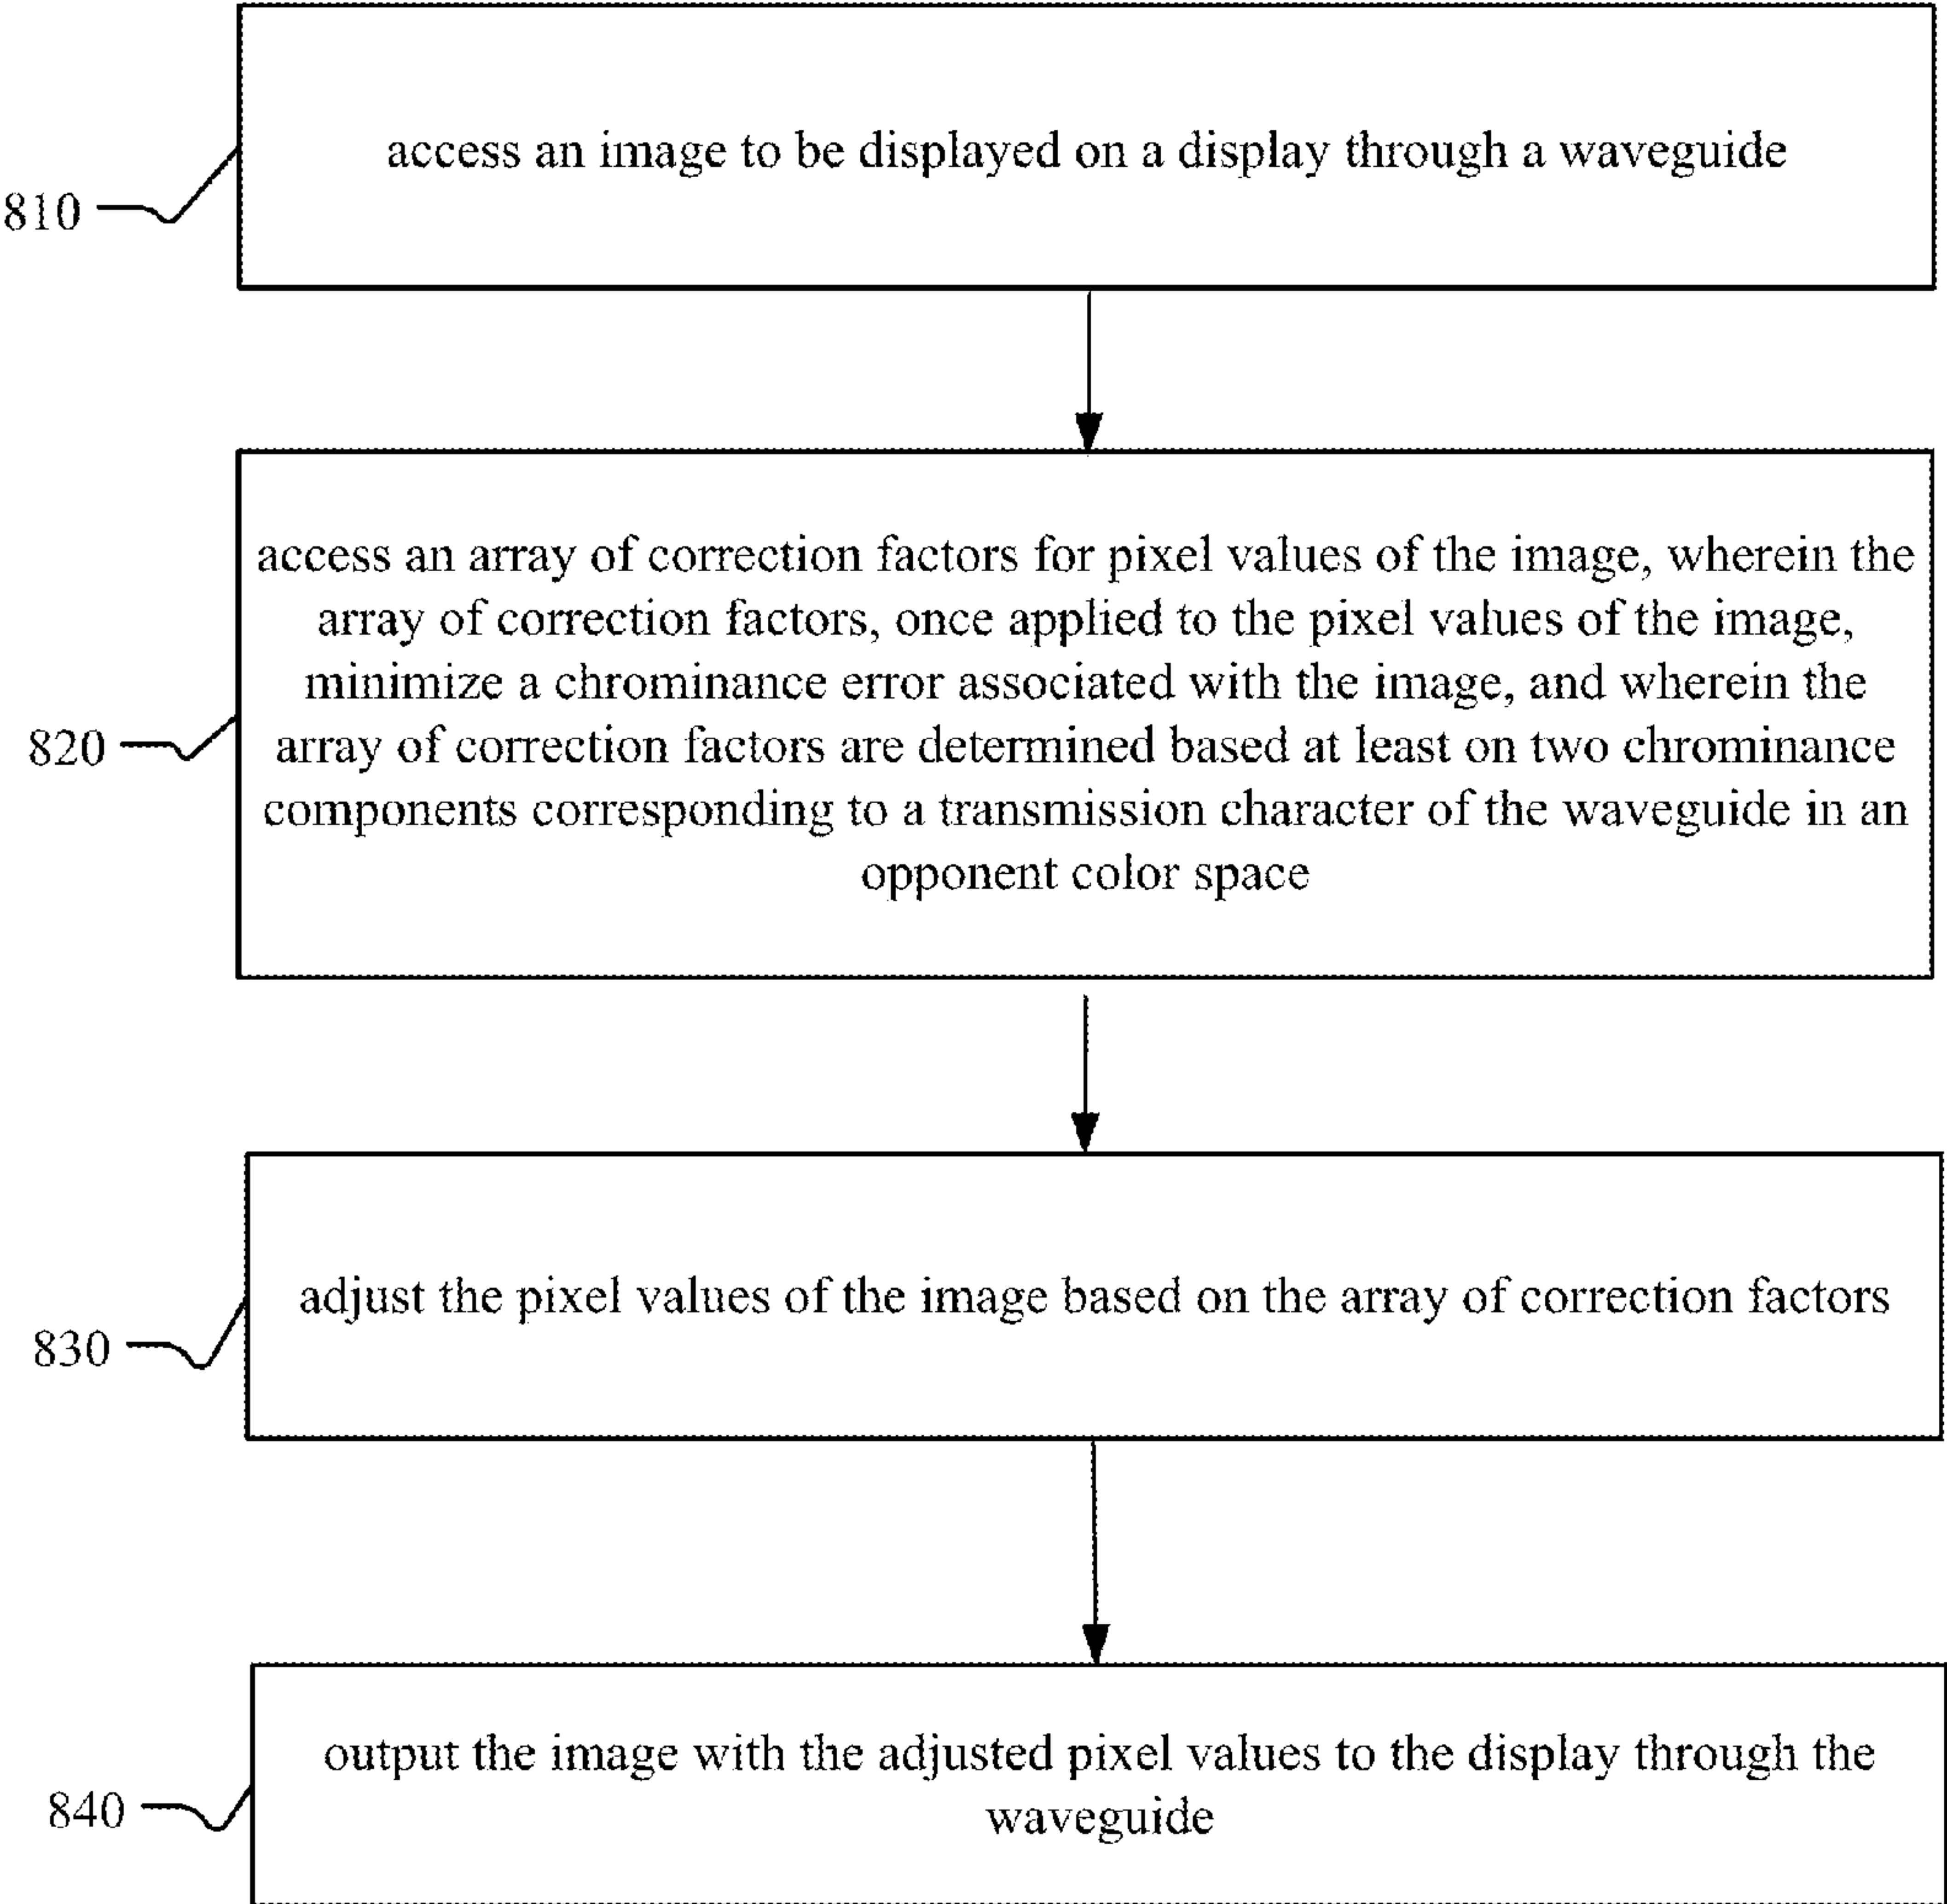 access an image to be displayed on a display through a waveguide
810
access an array of correction factors for pixel values of the image, wherein the
array of correction factors, once applied to the pixel values of the image,
minimize a chrominance error associated with the image, and wherein the
array of correction factors are determined based at least on two chrominance
components corresponding to a transmission character of the waveguide in an
opponent color space
820
adjust the pixel values of the image based on the array of correction factors
830
output the image with the adjusted pixel values to the display through the
waveguide
840